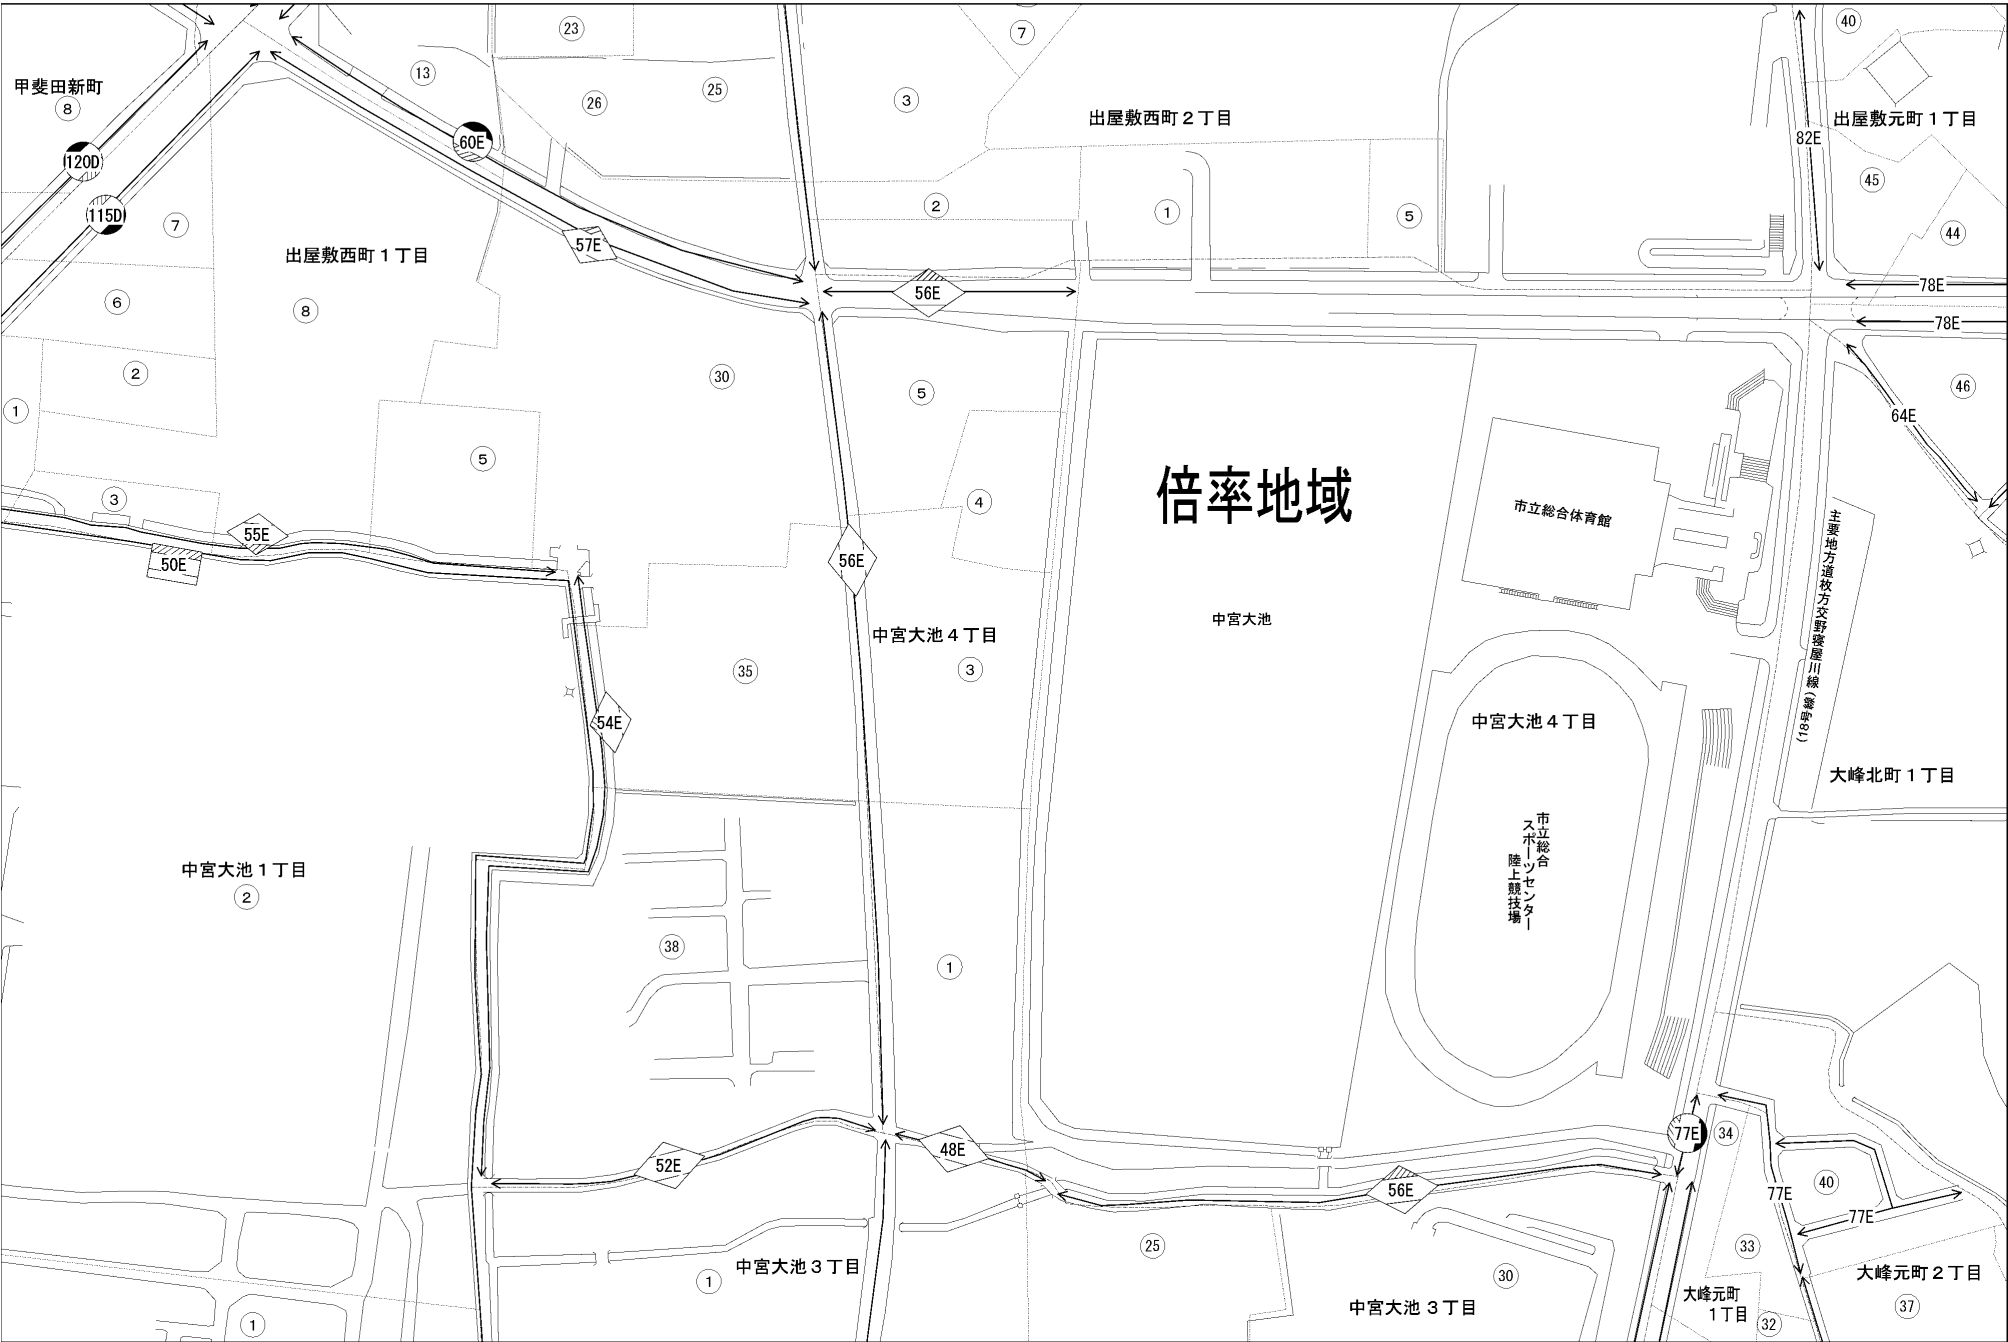 23
7
40
13
甲斐田新町
8
26
25
3
出屋敷西町２丁目
出屋敷元町１丁目
60E
82E
120D
45
115D
7
2
1
5
44
57E
出屋敷西町１丁目
78E
56E
6
8
78E
2
30
5
46
1
64E
5
3
4
倍率地域
市立総合体育館
主要地方道枚方交野寝屋川線
(18号線)
55E
50E
56E
中宮大池
中宮大池４丁目
35
3
54E
中宮大池４丁目
大峰北町１丁目
市立総合
スポーツセンター
陸上競技場
中宮大池１丁目
2
38
1
77E
34
48E
52E
56E
40
77E
77E
25
33
中宮大池３丁目
1
30
大峰元町２丁目
大峰元町
１丁目
中宮大池３丁目
37
1
32